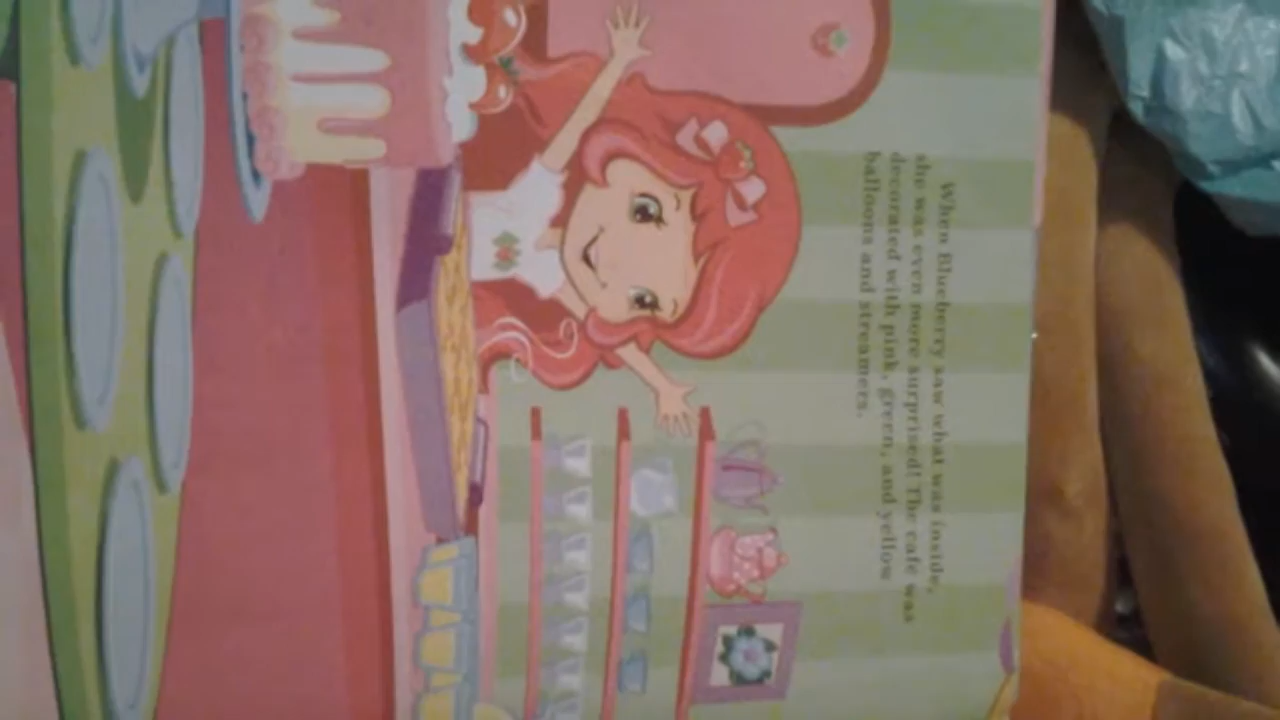 When Blueberry saw what was inside,
she was even more surprised! The café was
decorated with pink, green, and yellow
balloons and streamers.